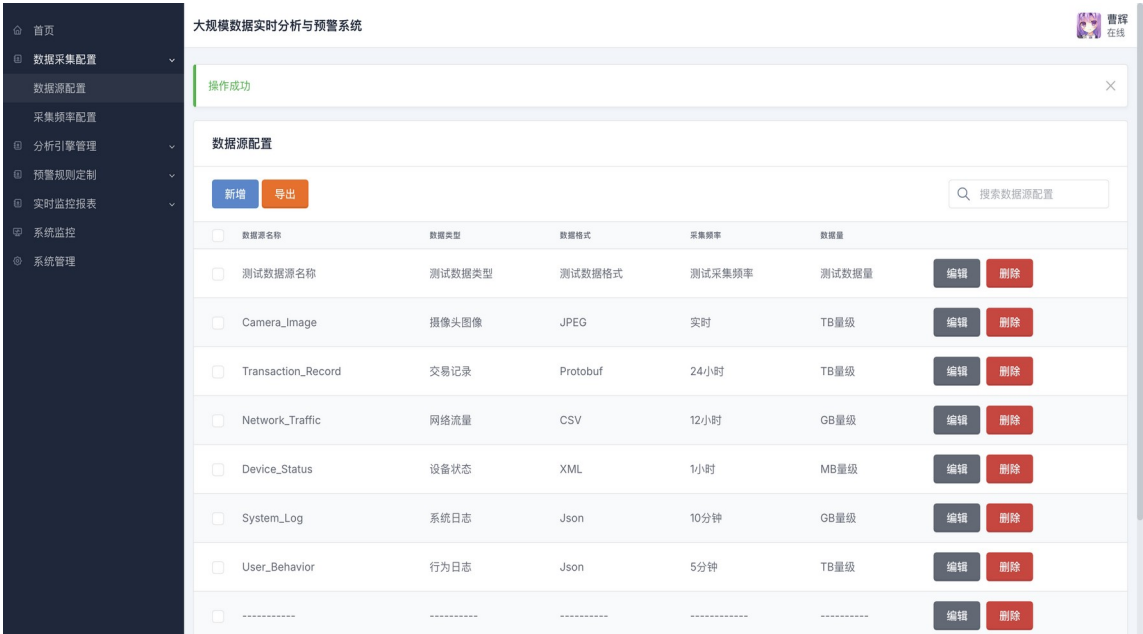 首页
数据采集配置
数据源配置
采集频率配置
分析引擎管理
预警规则定制
实时监控报表
系统监控
系统管理
大规模数据实时分析与预警系统
曹辉
在线
操作成功
数据源配置
新增 导出 搜索数据源配置
数据源名称 数据类型 数据格式 采集频率 数据量
测试数据源名称 测试数据类型 测试数据格式 测试采集频率 测试数据量 编辑 删除
Camera_Image 摄像头图像 JPEG 实时 TB量级 编辑 删除
Transaction_Record 交易记录 Protobuf 24小时 TB量级 编辑 删除
Network_Traffic 网络流量 CSV 12小时 GB量级 编辑 删除
Device_Status 设备状态 XML 1小时 MB量级 编辑 删除
System_Log 系统日志 Json 10分钟 GB量级 编辑 删除
User_Behavior 行为日志 Json 5分钟 TB量级 编辑 删除
----------- ---------- ---------- ------------ ---------- 编辑 删除